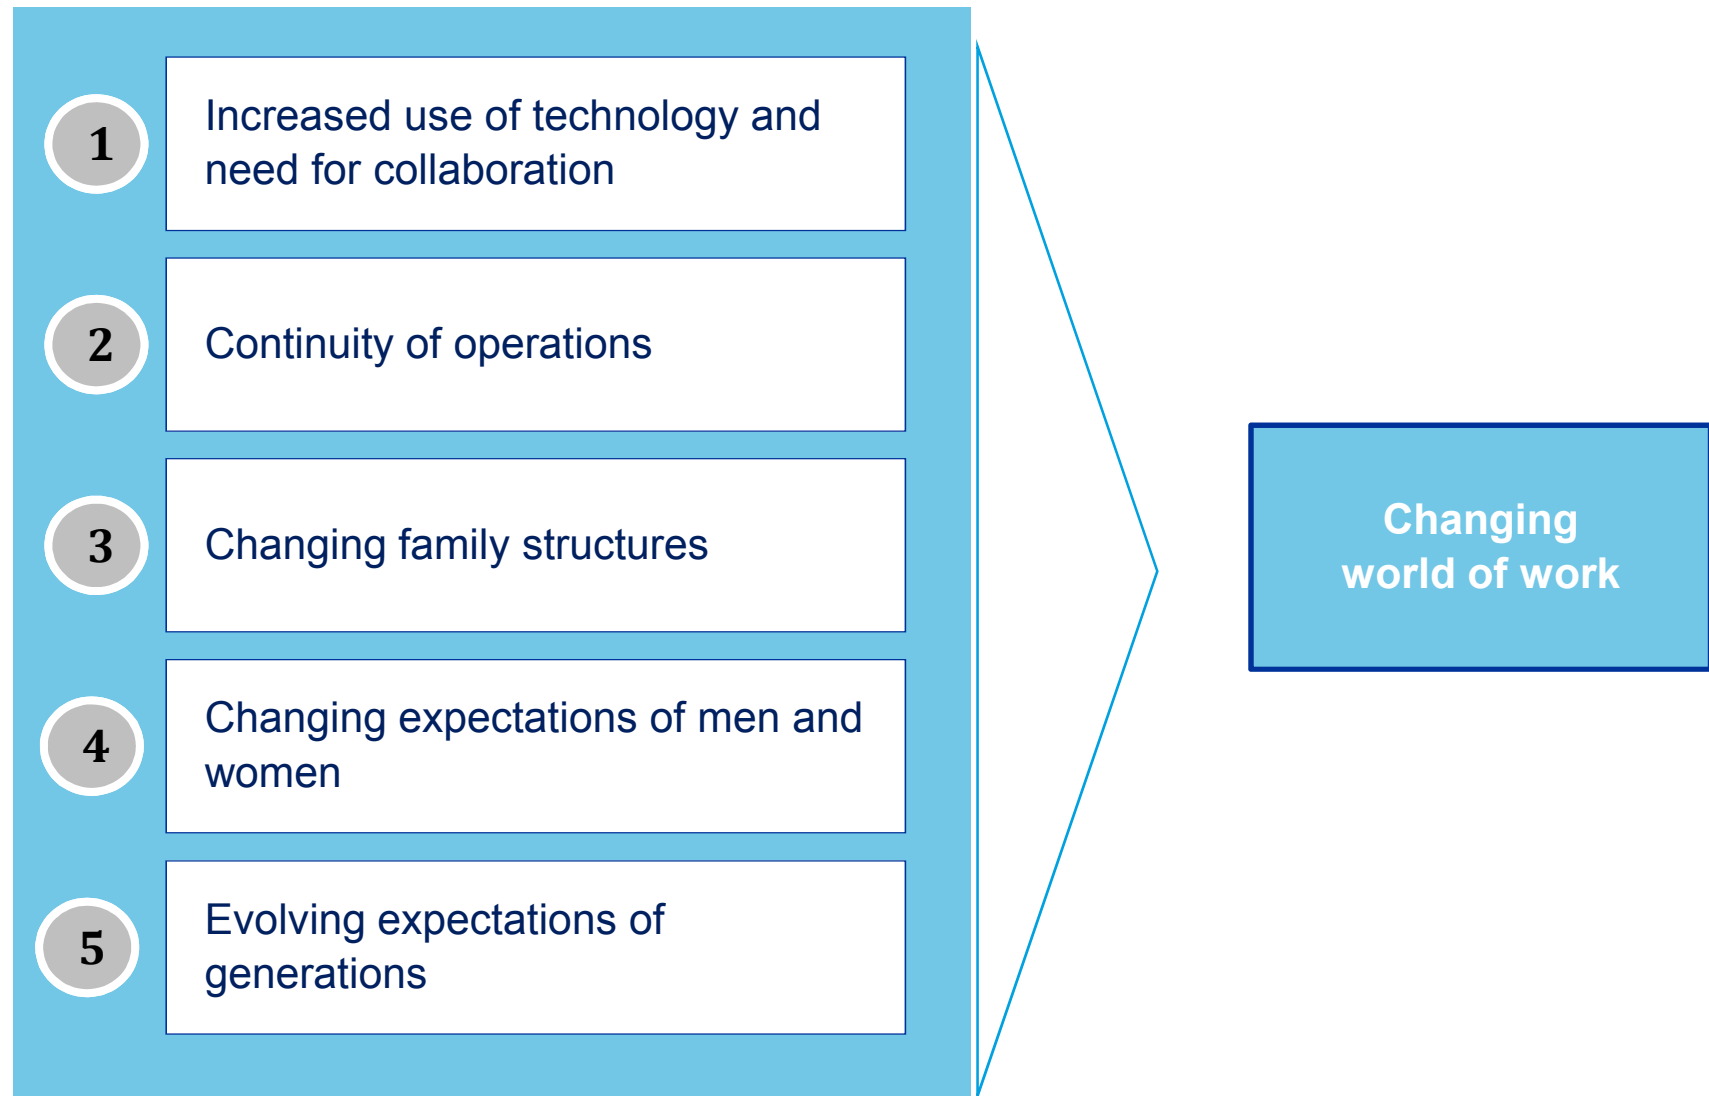 1
Increased use of technology and
need for collaboration
2
Continuity of operations
3
Changing family structures
4
Changing expectations of men and
women
5
Evolving expectations of
generations
Changing
world of work